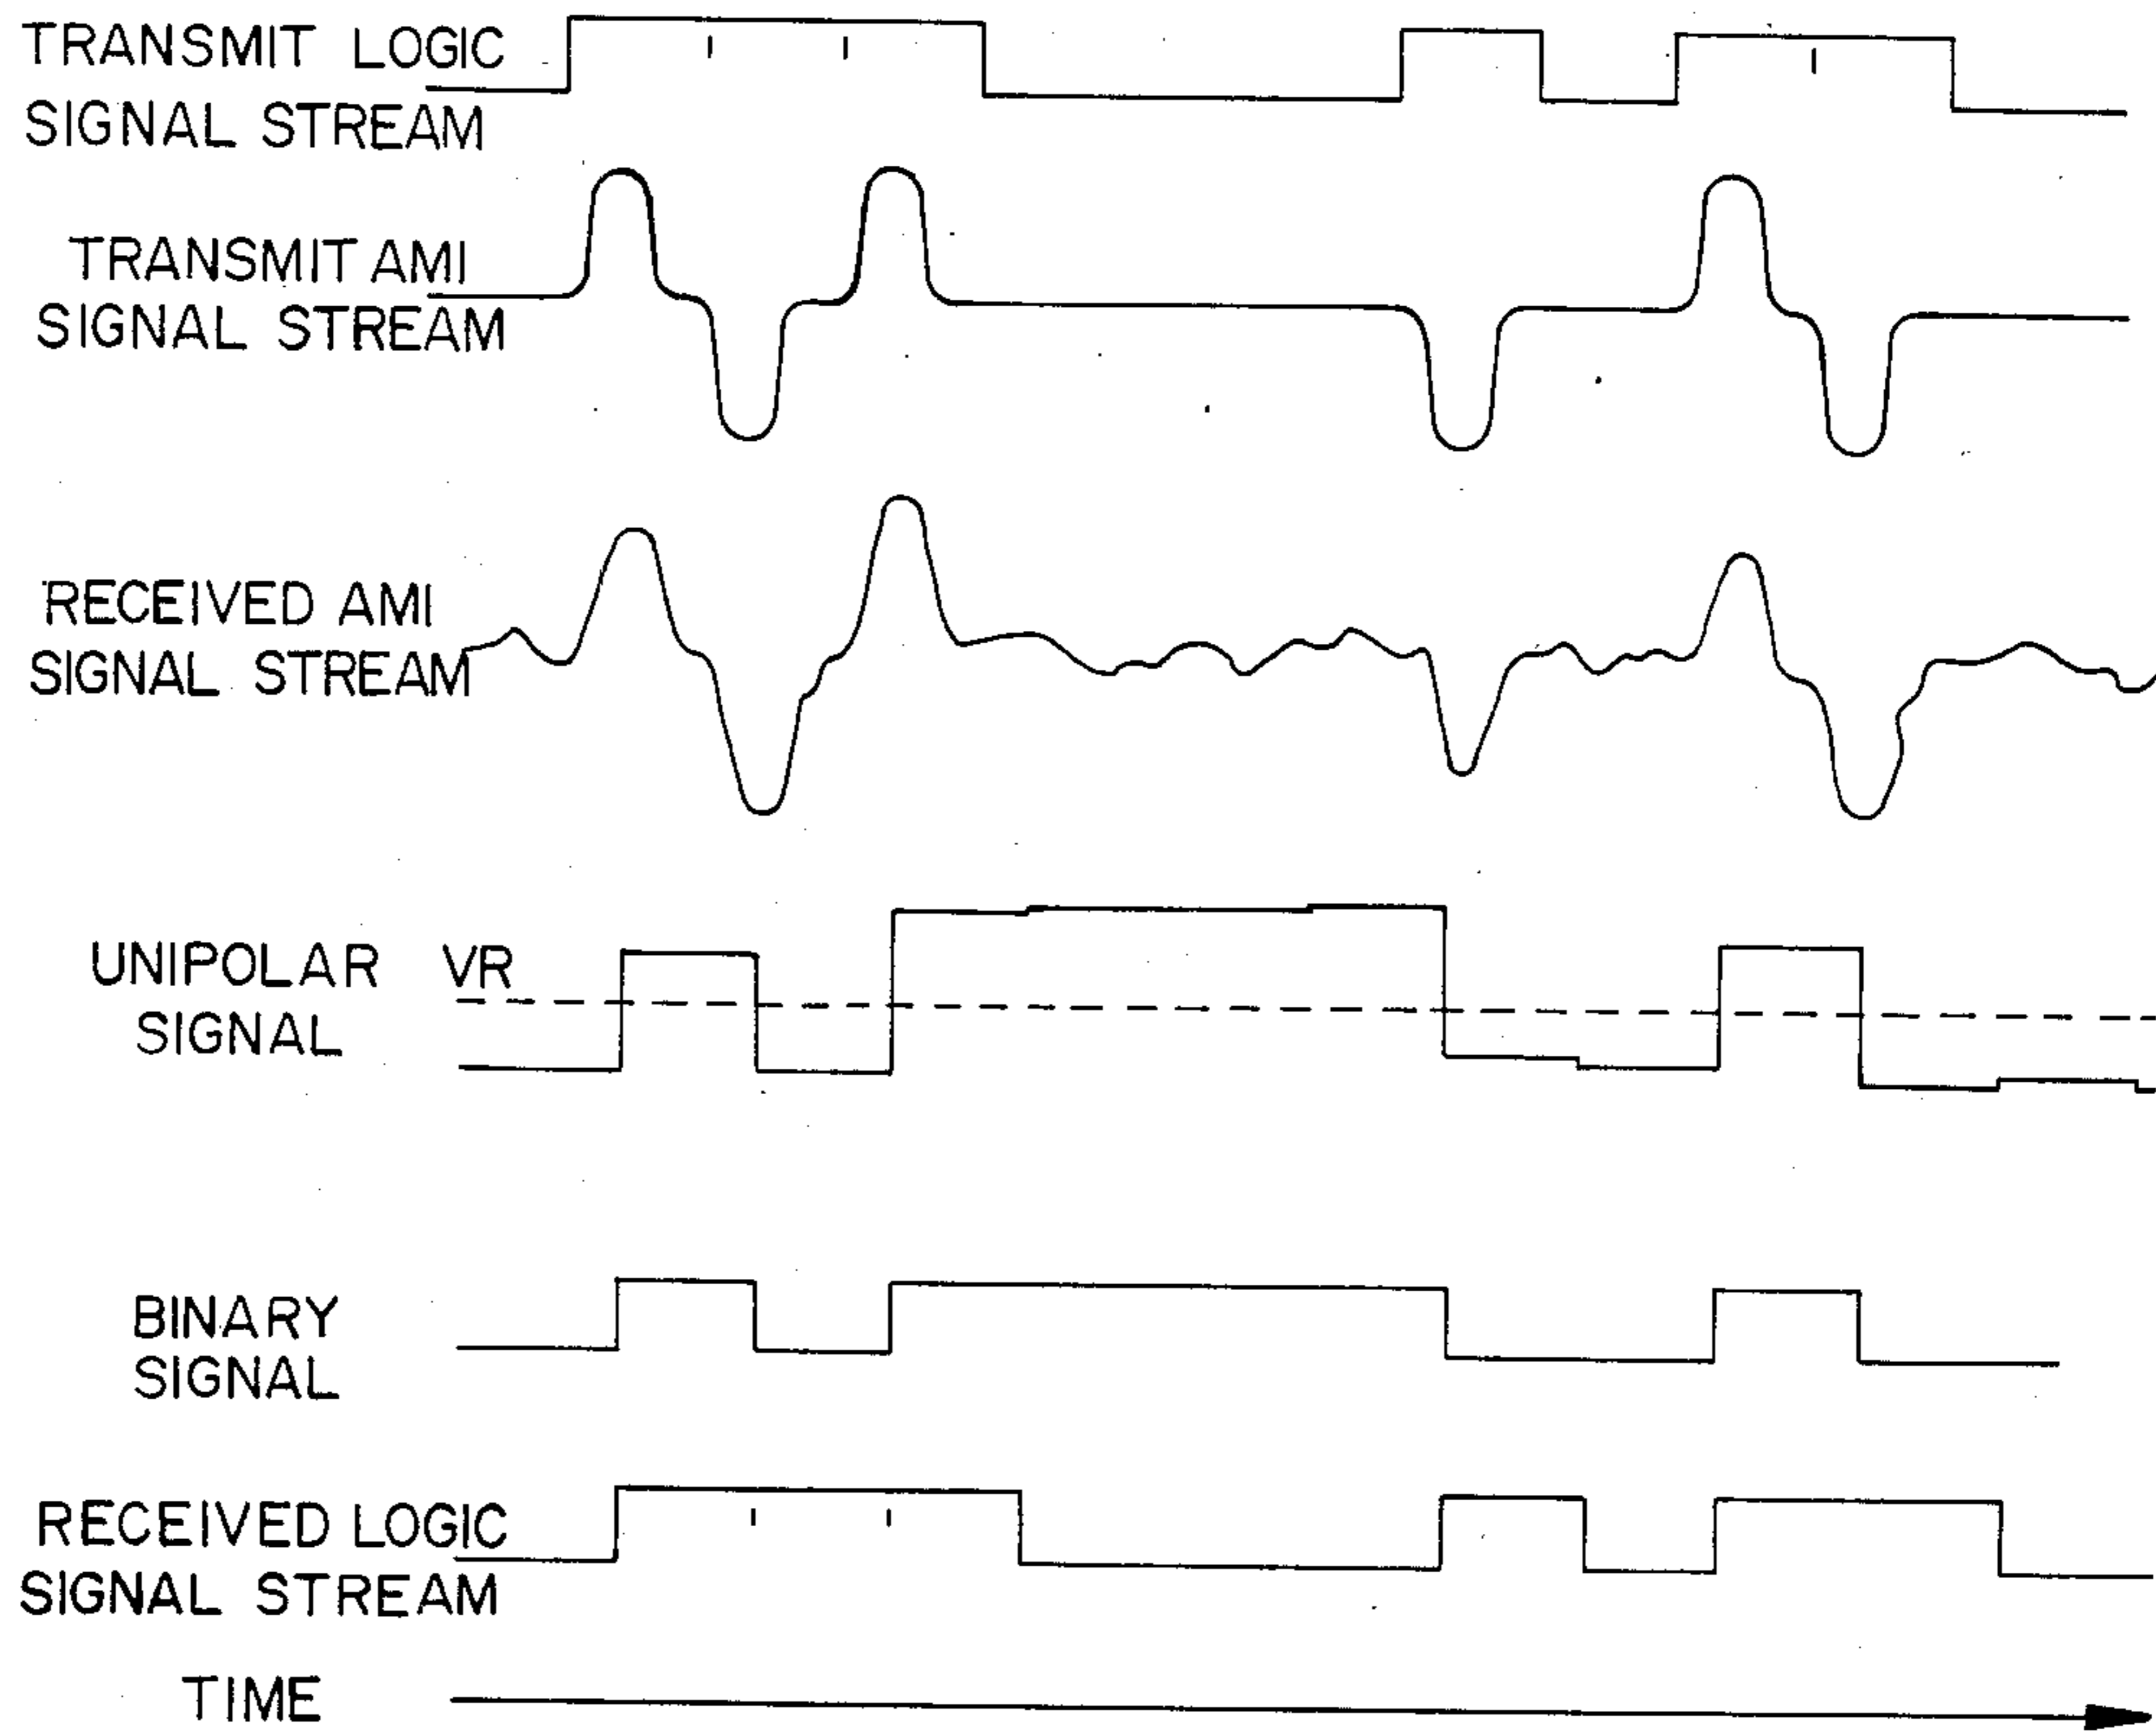 TRANSMIT LOGIC
SIGNAL STREAM
TRANSMIT AMI
SIGNAL STREAM
RECEIVED AMI
SIGNAL STREAM
UNIPOLAR VR
SIGNAL
BINARY
SIGNAL
RECEIVED LOGIC
SIGNAL STREAM
TIME